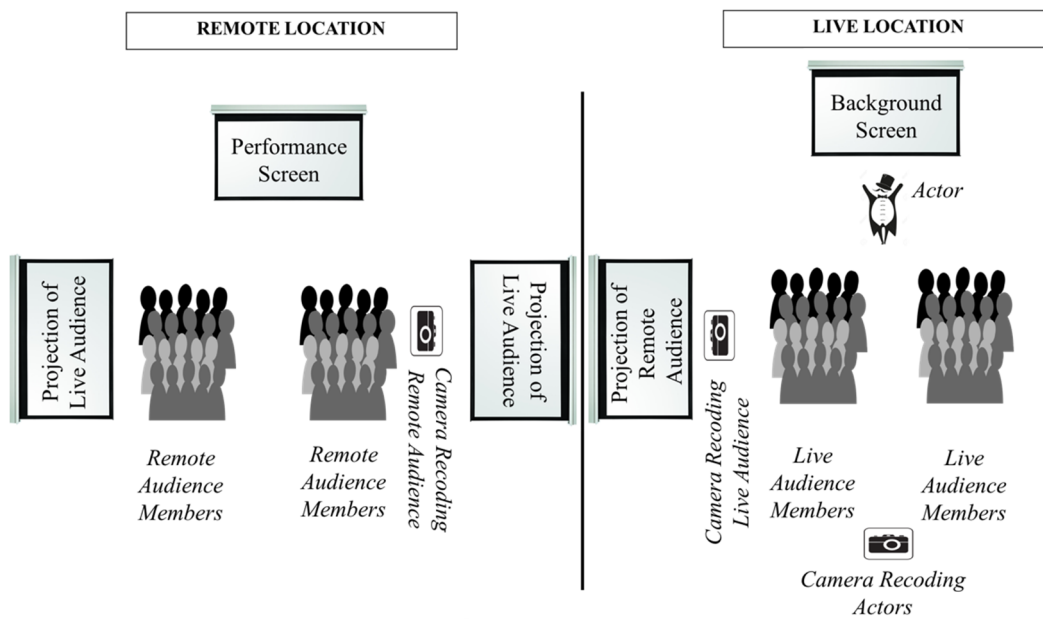 REMOTE LOCATION
LIVE LOCATION
Performance
Screen
Background
Screen
Actor
Projection of
Live Audience
Projection of
Live Audience
Projection of
Remote
Audience
Camera Recoding
Remote Audience
Camera Recoding
Live Audience
Remote
Audience
Members
Remote
Audience
Members
Live
Audience
Members
Live
Audience
Members
Camera Recoding
Actors